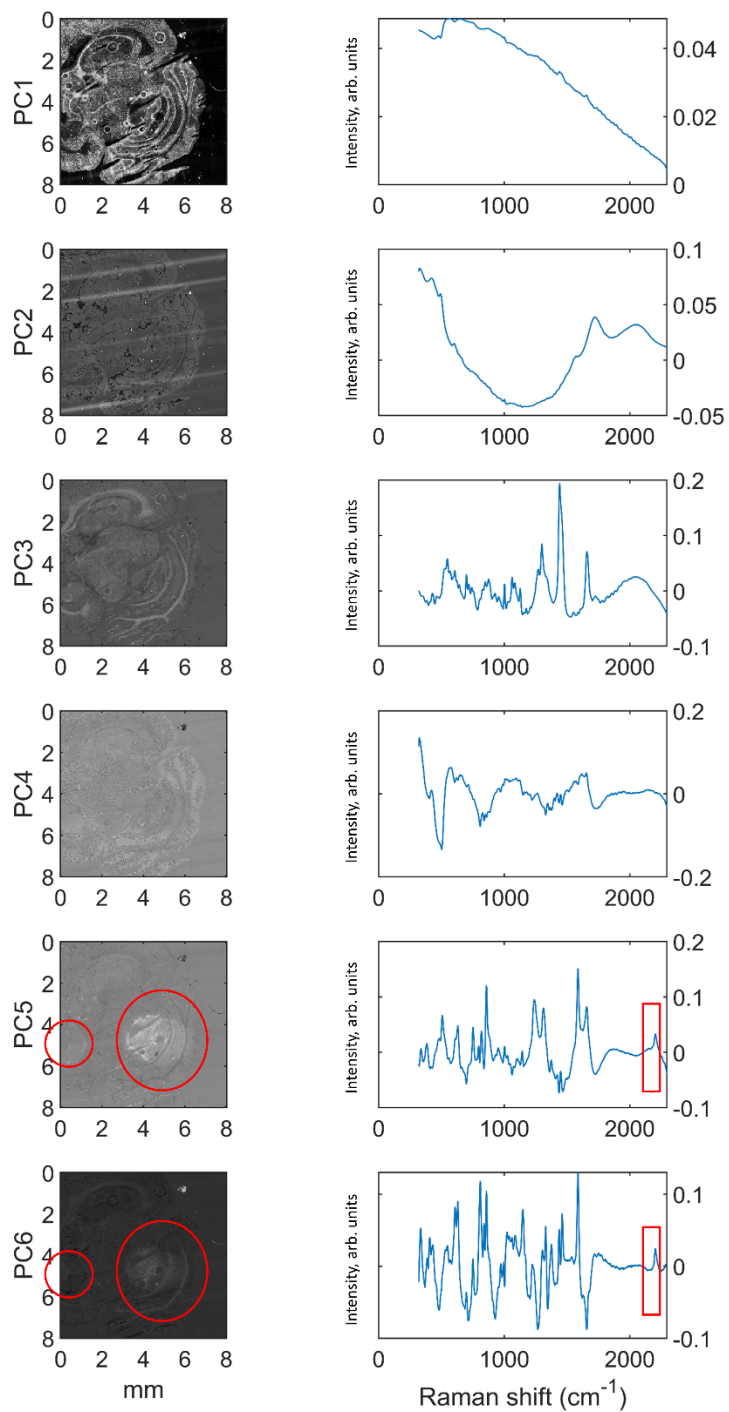 PC1
0
2
4
6
8
0 2 4 6 8
Intensity, arb. units
0.04
0.02
0
0 1000 2000
PC2
0
2
4
6
8
0 2 4 6 8
Intensity, arb. units
0.1
0.05
0
-0.05
0 1000 2000
PC3
0
2
4
6
8
0 2 4 6 8
Intensity, arb. units
0.2
0.1
0
-0.1
0 1000 2000
PC4
0
2
4
6
8
0 2 4 6 8
Intensity, arb. units
0.2
0
-0.2
0 1000 2000
PC5
0
2
4
6
8
0 2 4 6 8
Intensity, arb. units
0.2
0.1
0
-0.1
0 1000 2000
PC6
0
2
4
6
8
0 2 4 6 8
mm
Intensity, arb. units
0.1
0
-0.1
0 1000 2000
Raman shift (cm⁻¹)